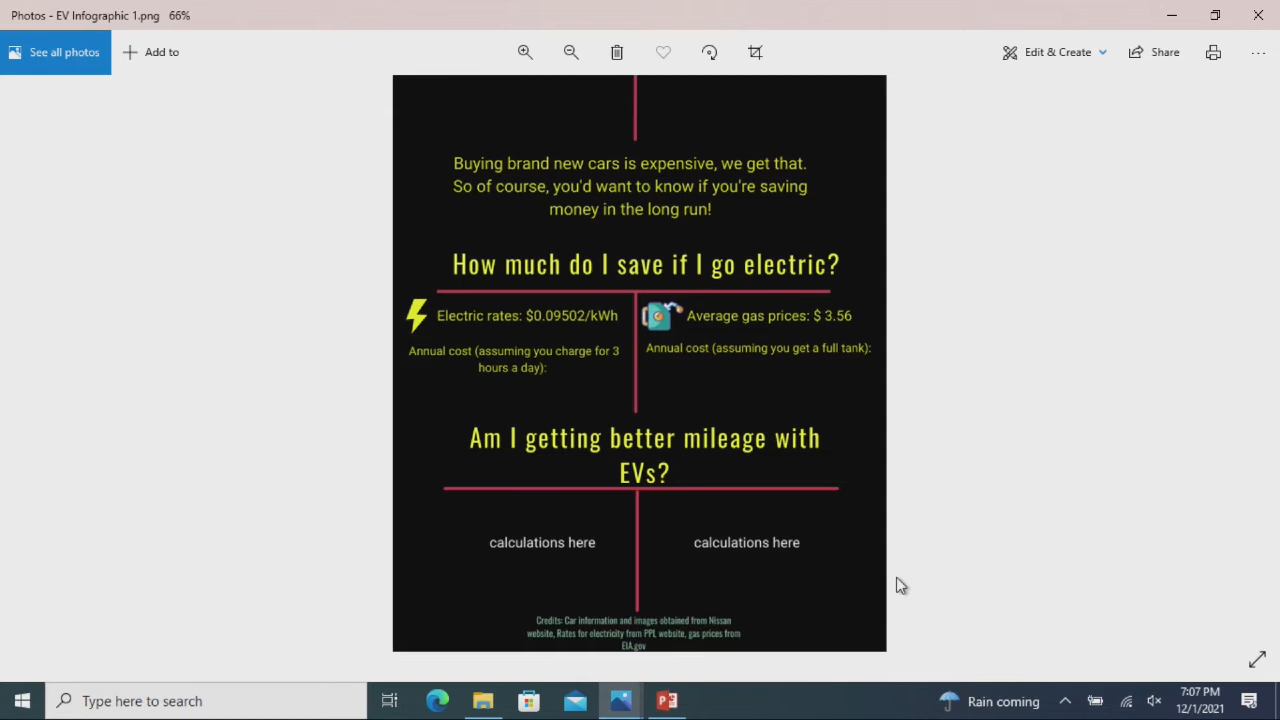 Photos - EV Infographic 1.png 66%
See all photos
Add to
Edit & Create
Share
Buying brand new cars is expensive, we get that.
So of course, you'd want to know if you're saving
money in the long run!
How much do I save if I go electric?
Electric rates: $0.09502/kWh
Annual cost (assuming you charge for 3
hours a day):
Average gas prices: $ 3.56
Annual cost (assuming you get a full tank):
Am I getting better mileage with
EVs?
calculations here
calculations here
Credits: Car information and images obtained from Nissan
website, Rates for electricity from PPL website, gas prices from
EIA.gov
Type here to search
Rain coming
7:07 PM
12/1/2021